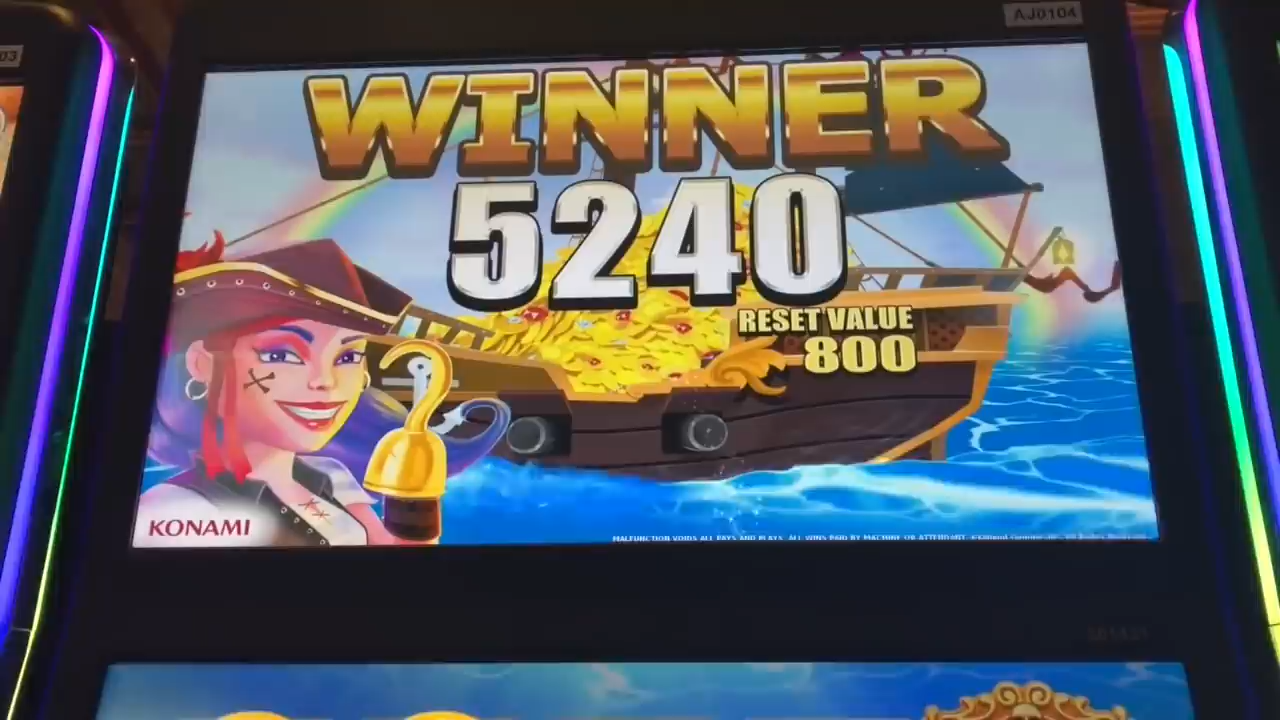 AJ0104
03
WINNER
5240
RESET VALUE
800
KONAMI
MALFUNCTION VOIDS ALL PAYS AND PLAYS. ALL WINS PAID BY MACHINE OR ATTENDANT.